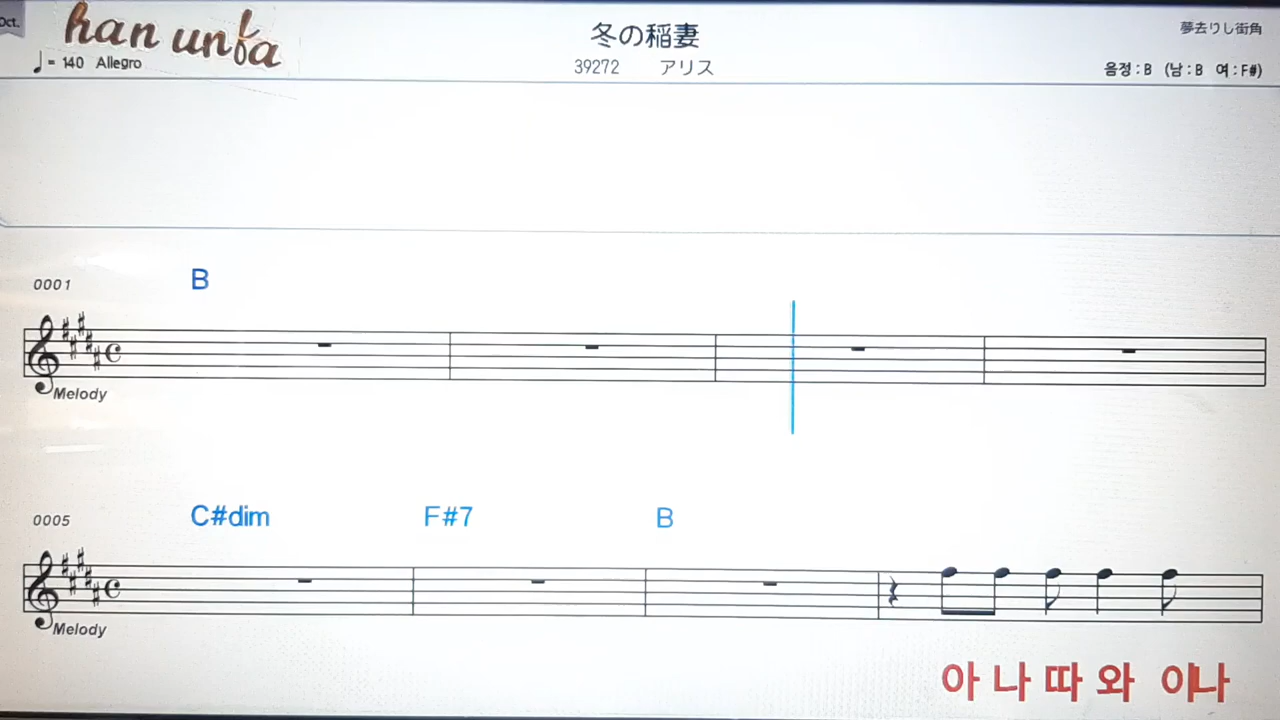 Oct.
han unfa
冬の稲妻
夢去りし街角
♩= 140 Allegro
39272 アリス
음정 : B (남 : B 여 : F#)
0001
B
Melody
0005
C#dim F#7 B
Melody
아 나 따 와 이나